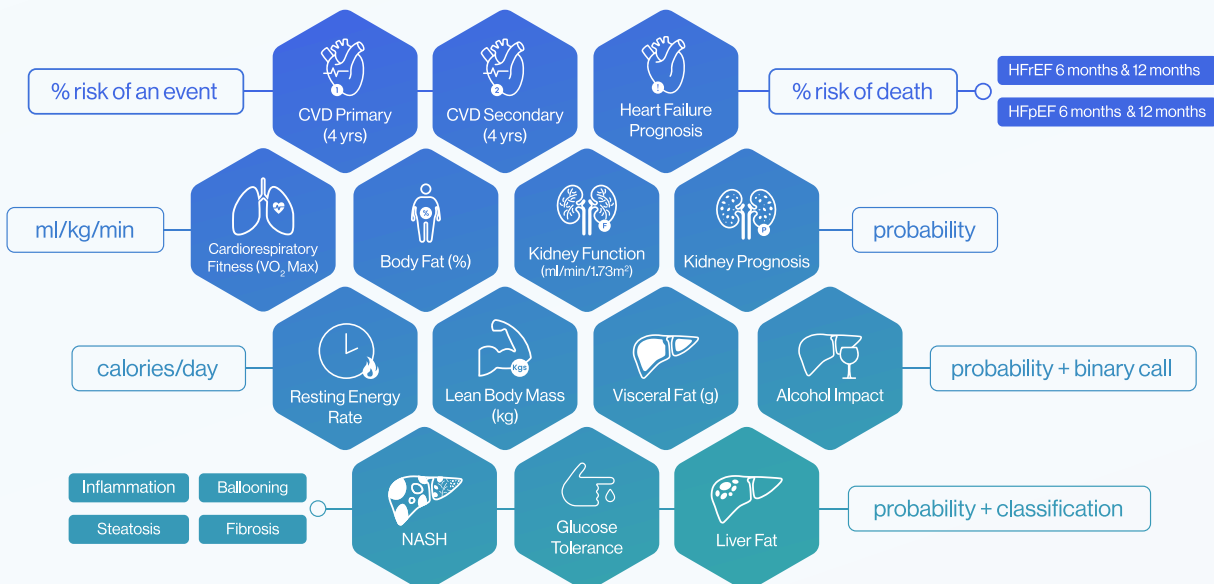 % risk of an event
1
CVD Primary
(4 yrs)
2
CVD Secondary
(4 yrs)
!
Heart Failure
Prognosis
% risk of death
HFrEF 6 months & 12 months
HFpEF 6 months & 12 months
ml/kg/min
Cardiorespiratory
Fitness (VO₂ Max)
%
Body Fat (%)
F
Kidney Function
(ml/min/1.73m²)
P
Kidney Prognosis
probability
calories/day
Resting Energy
Rate
Kgs
Lean Body Mass
(kg)
Visceral Fat (g)
Alcohol Impact
probability + binary call
Inflammation
Ballooning
Steatosis
Fibrosis
NASH
Glucose
Tolerance
Liver Fat
probability + classification